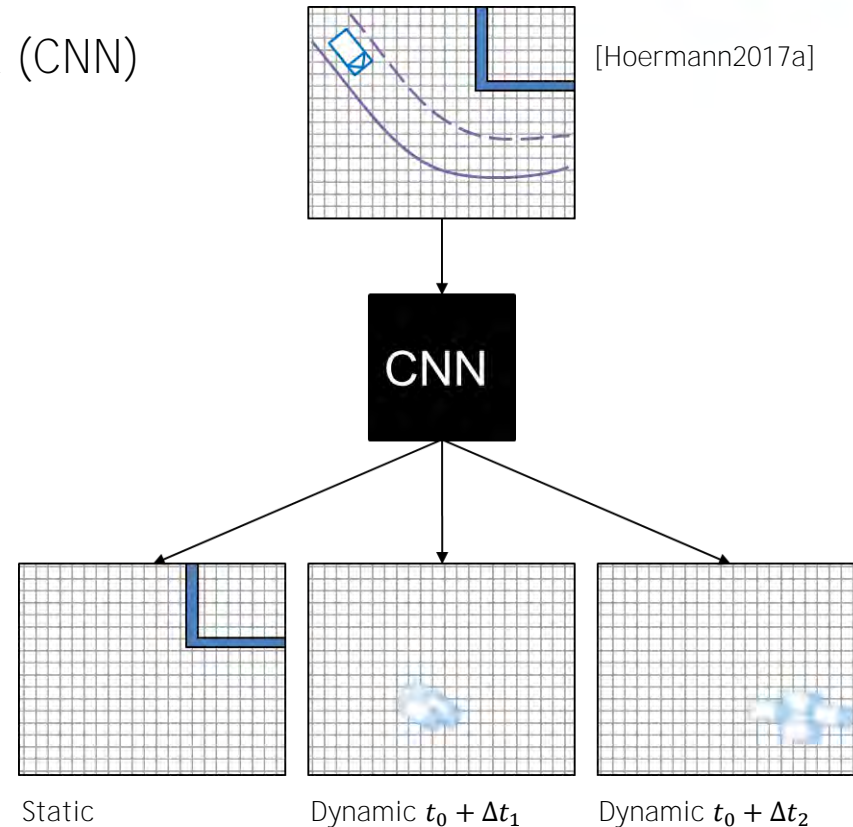 (CNN)
[Hoermann2017a]
CNN
Static
Dynamic t₀ + Δt₁
Dynamic t₀ + Δt₂